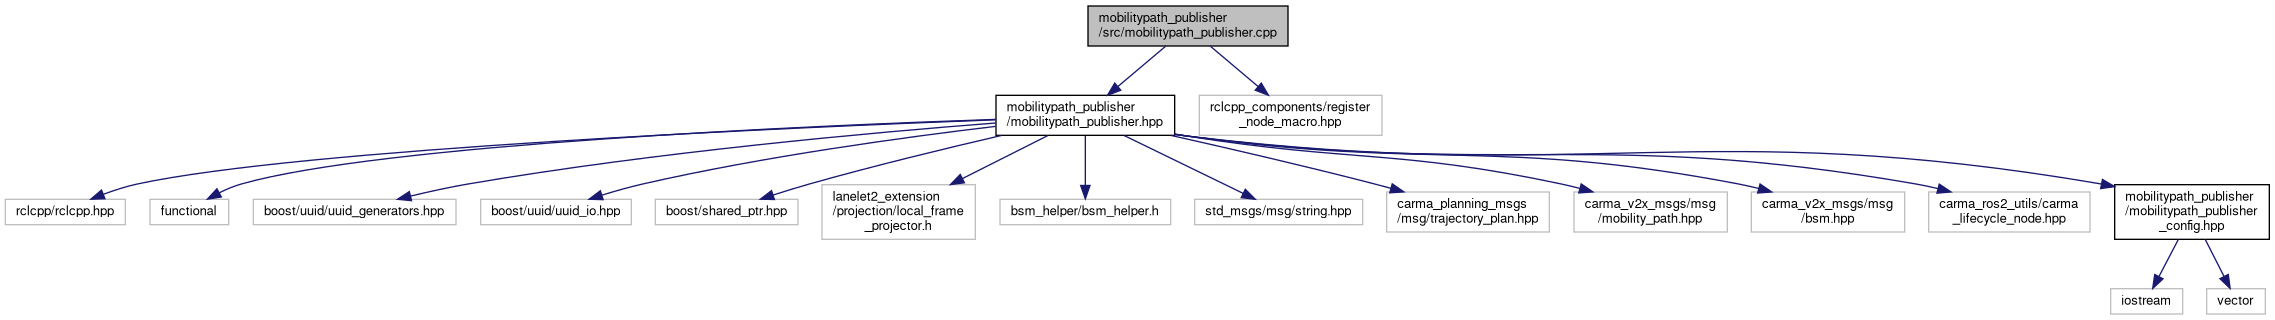 mobilitypath_publisher
/src/mobilitypath_publisher.cpp
mobilitypath_publisher
/mobilitypath_publisher.hpp
rclcpp_components/register
_node_macro.hpp
rclcpp/rclcpp.hpp
functional
boost/uuid/uuid_generators.hpp
boost/uuid/uuid_io.hpp
boost/shared_ptr.hpp
lanelet2_extension
/projection/local_frame
_projector.h
bsm_helper/bsm_helper.h
std_msgs/msg/string.hpp
carma_planning_msgs
/msg/trajectory_plan.hpp
carma_v2x_msgs/msg
/mobility_path.hpp
carma_v2x_msgs/msg
/bsm.hpp
carma_ros2_utils/carma
_lifecycle_node.hpp
mobilitypath_publisher
/mobilitypath_publisher
_config.hpp
iostream
vector